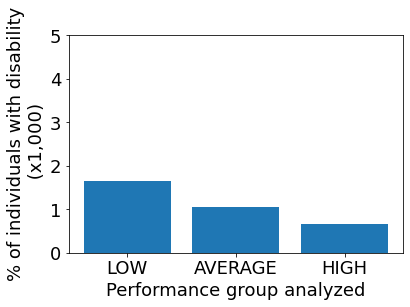 % of individuals with disability
(x1,000)
5
4
3
2
1
0
LOW AVERAGE HIGH
Performance group analyzed